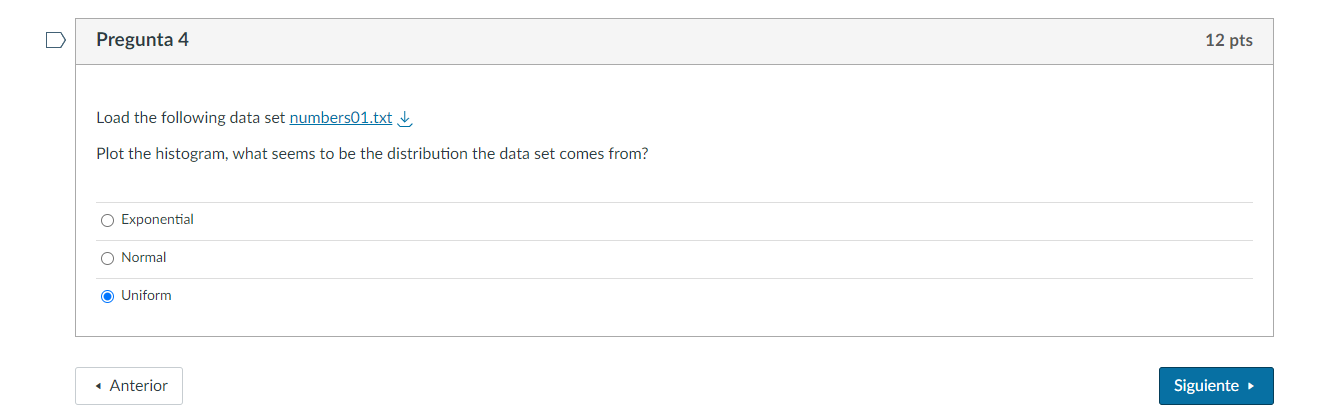 Pregunta 4
12 pts
Load the following data set numbers01.txt
Plot the histogram, what seems to be the distribution the data set comes from?
Exponential
Normal
Uniform
Anterior
Siguiente